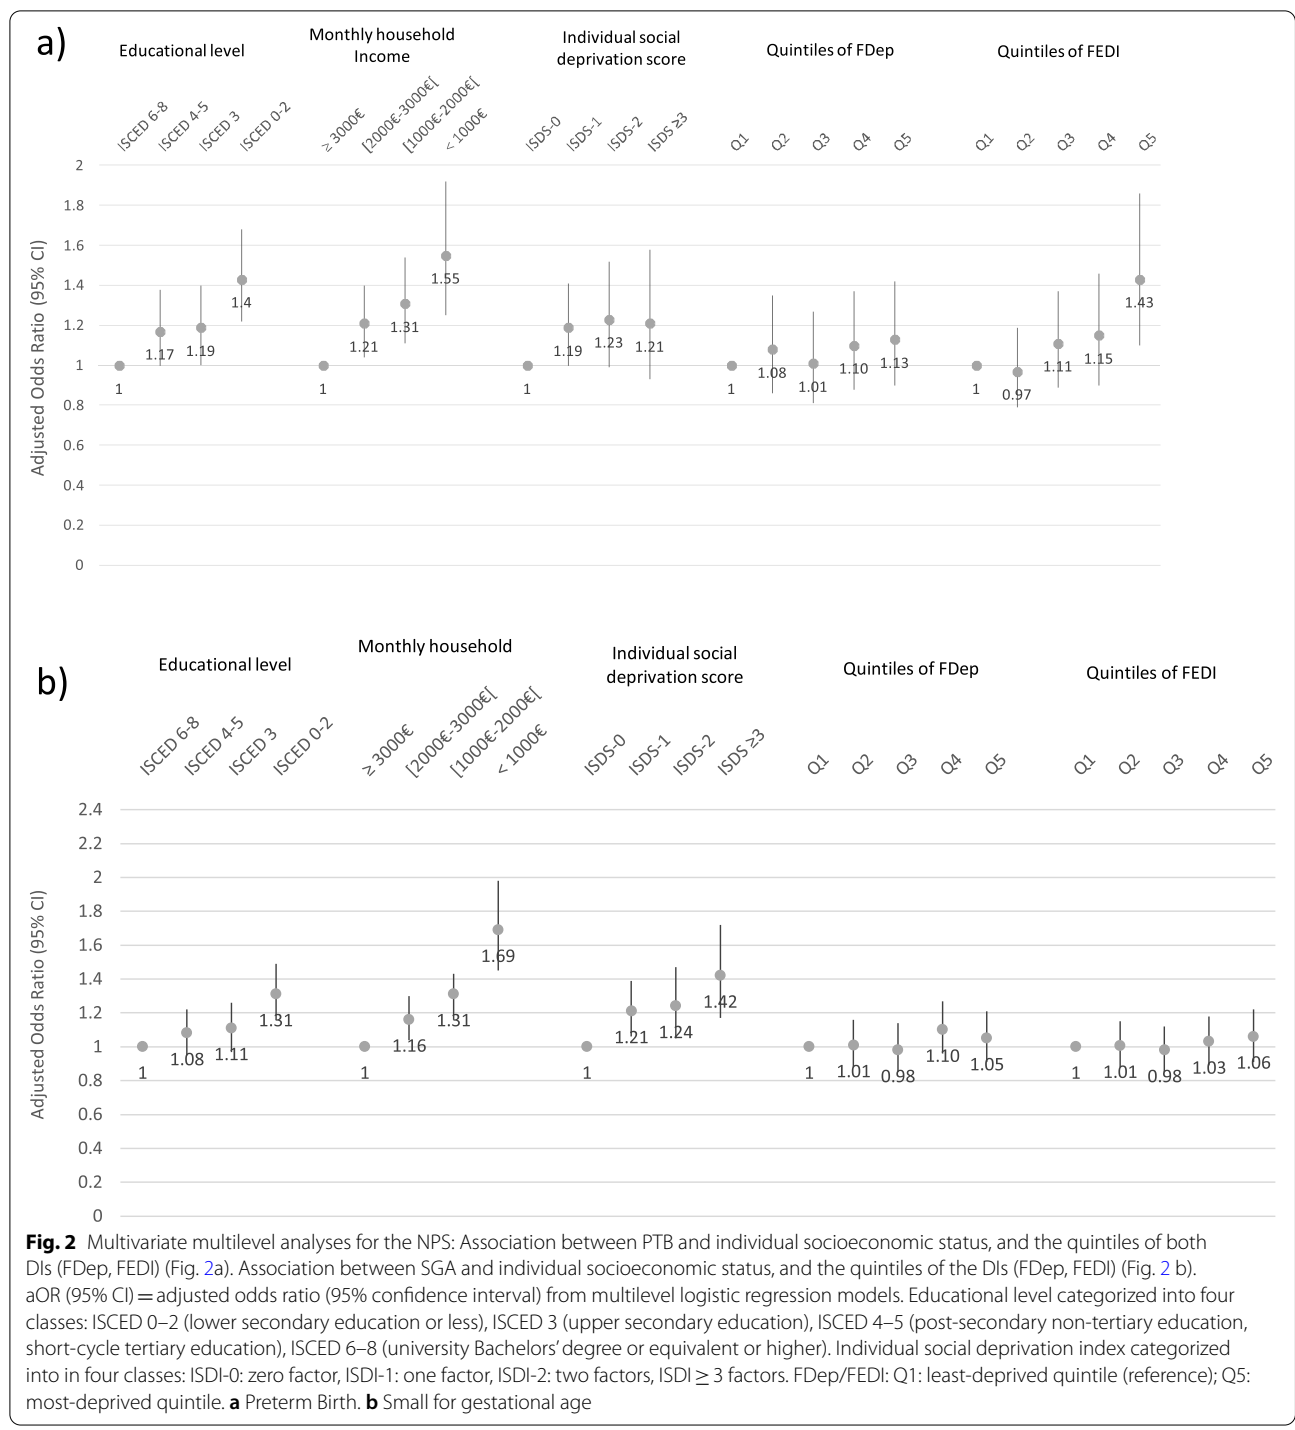 a)
Educational level
Monthly household
Income
Individual social
deprivation score
Quintiles of FDep
Quintiles of FEDI
ISCED 6-8
ISCED 4-5
ISCED 3
ISCED 0-2
≥ 3000€
[2000€-3000€[
[1000€-2000€[
< 1000€
ISDS-0
ISDS-1
ISDS-2
ISDS ≥3
Q1
Q2
Q3
Q4
Q5
Q1
Q2
Q3
Q4
Q5
Adjusted Odds Ratio (95% CI)
2
1.8
1.6
1.4
1.2
1
0.8
0.6
0.4
0.2
0
1
1.17
1.19
1.4
1
1.21
1.31
1.55
1
1.19
1.23
1.21
1
1.08
1.01
1.10
1.13
1
0.97
1.11
1.15
1.43
b)
Educational level
Monthly household
Individual social
deprivation score
Quintiles of FDep
Quintiles of FEDI
ISCED 6-8
ISCED 4-5
ISCED 3
ISCED 0-2
≥ 3000€
[2000€-3000€[
[1000€-2000€[
< 1000€
ISDS-0
ISDS-1
ISDS-2
ISDS ≥3
Q1
Q2
Q3
Q4
Q5
Q1
Q2
Q3
Q4
Q5
Adjusted Odds Ratio (95% CI)
2.4
2.2
2
1.8
1.6
1.4
1.2
1
0.8
0.6
0.4
0.2
0
1
1.08
1.11
1.31
1
1.16
1.31
1.69
1
1.21
1.24
1.42
1
1.01
0.98
1.10
1.05
1
1.01
0.98
1.03
1.06
Fig. 2 Multivariate multilevel analyses for the NPS: Association between PTB and individual socioeconomic status, and the quintiles of both
DIs (FDep, FEDI) (Fig. 2a). Association between SGA and individual socioeconomic status, and the quintiles of the DIs (FDep, FEDI) (Fig. 2 b).
aOR (95% CI) = adjusted odds ratio (95% confidence interval) from multilevel logistic regression models. Educational level categorized into four
classes: ISCED 0–2 (lower secondary education or less), ISCED 3 (upper secondary education), ISCED 4–5 (post-secondary non-tertiary education,
short-cycle tertiary education), ISCED 6–8 (university Bachelors' degree or equivalent or higher). Individual social deprivation index categorized
into in four classes: ISDI-0: zero factor, ISDI-1: one factor, ISDI-2: two factors, ISDI ≥ 3 factors. FDep/FEDI: Q1: least-deprived quintile (reference); Q5:
most-deprived quintile. a Preterm Birth. b Small for gestational age